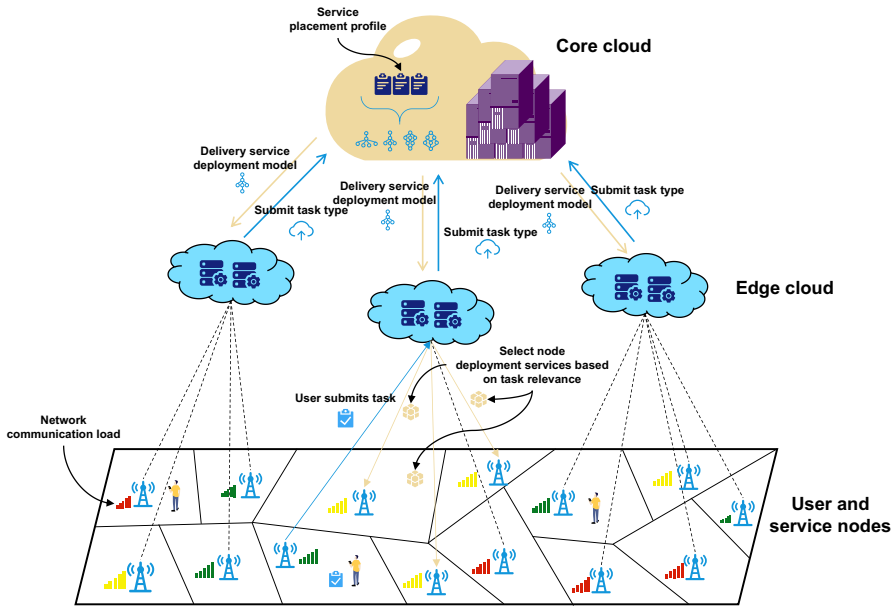 Service
placement profile
Core cloud
Delivery service
deployment model
Submit task type
Delivery service
deployment model
Submit task type
Delivery service
deployment model
Submit task type
Edge cloud
Select node
deployment services based
on task relevance
User submits task
Network
communication load
User and
service nodes